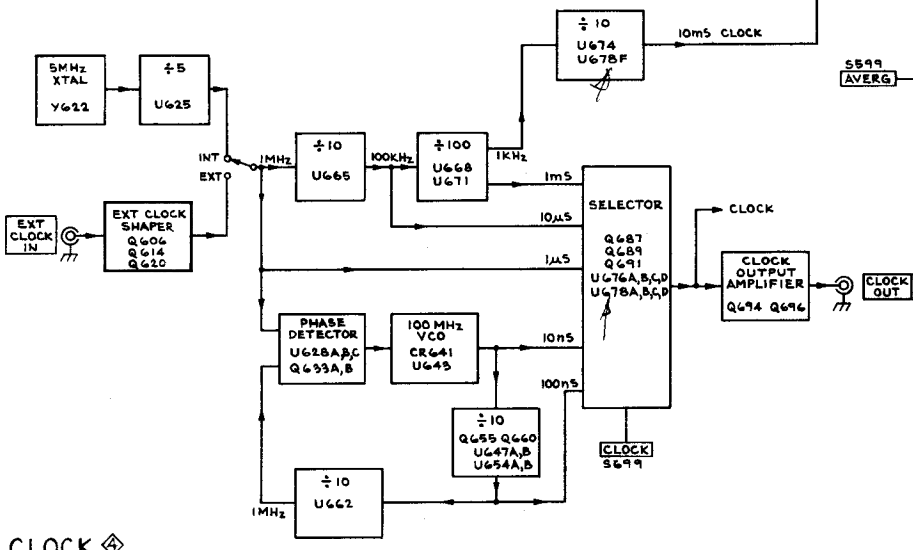 ÷ 10
U674
U678F
10mS CLOCK
S599
AVERG
5MHz
XTAL
Y622
÷ 5
U625
INT
EXT
1MHz
÷ 10
U665
100KHz
÷ 100
U668
U671
1KHz
1mS
10µS
1µS
EXT
CLOCK
IN
EXT CLOCK
SHAPER
Q606
Q614
Q620
SELECTOR
Q687
Q689
Q691
U676A,B,C,D
U678A,B,C,D
CLOCK
CLOCK
OUTPUT
AMPLIFIER
Q694 Q696
CLOCK
OUT
PHASE
DETECTOR
U628A,B,C
Q633A,B
100 MHz
VCO
CR641
U643
10nS
100nS
÷ 10
Q655 Q660
U647A,B
U654A,B
CLOCK
S699
÷ 10
U662
1MHz
CLOCK 4